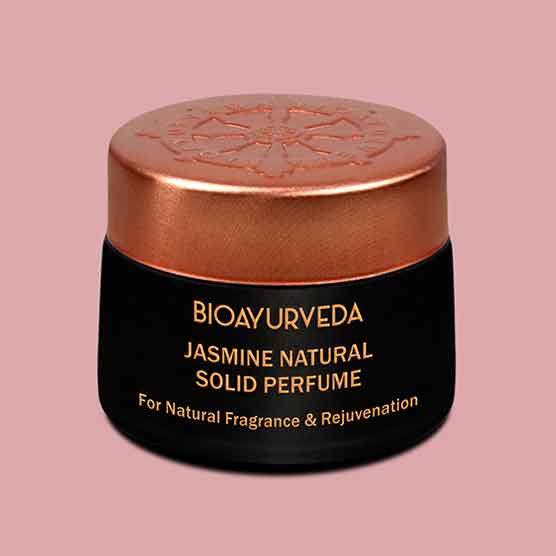 BIOAYURVEDA
JASMINE NATURAL
SOLID PERFUME
For Natural Fragrance & Rejuvenation